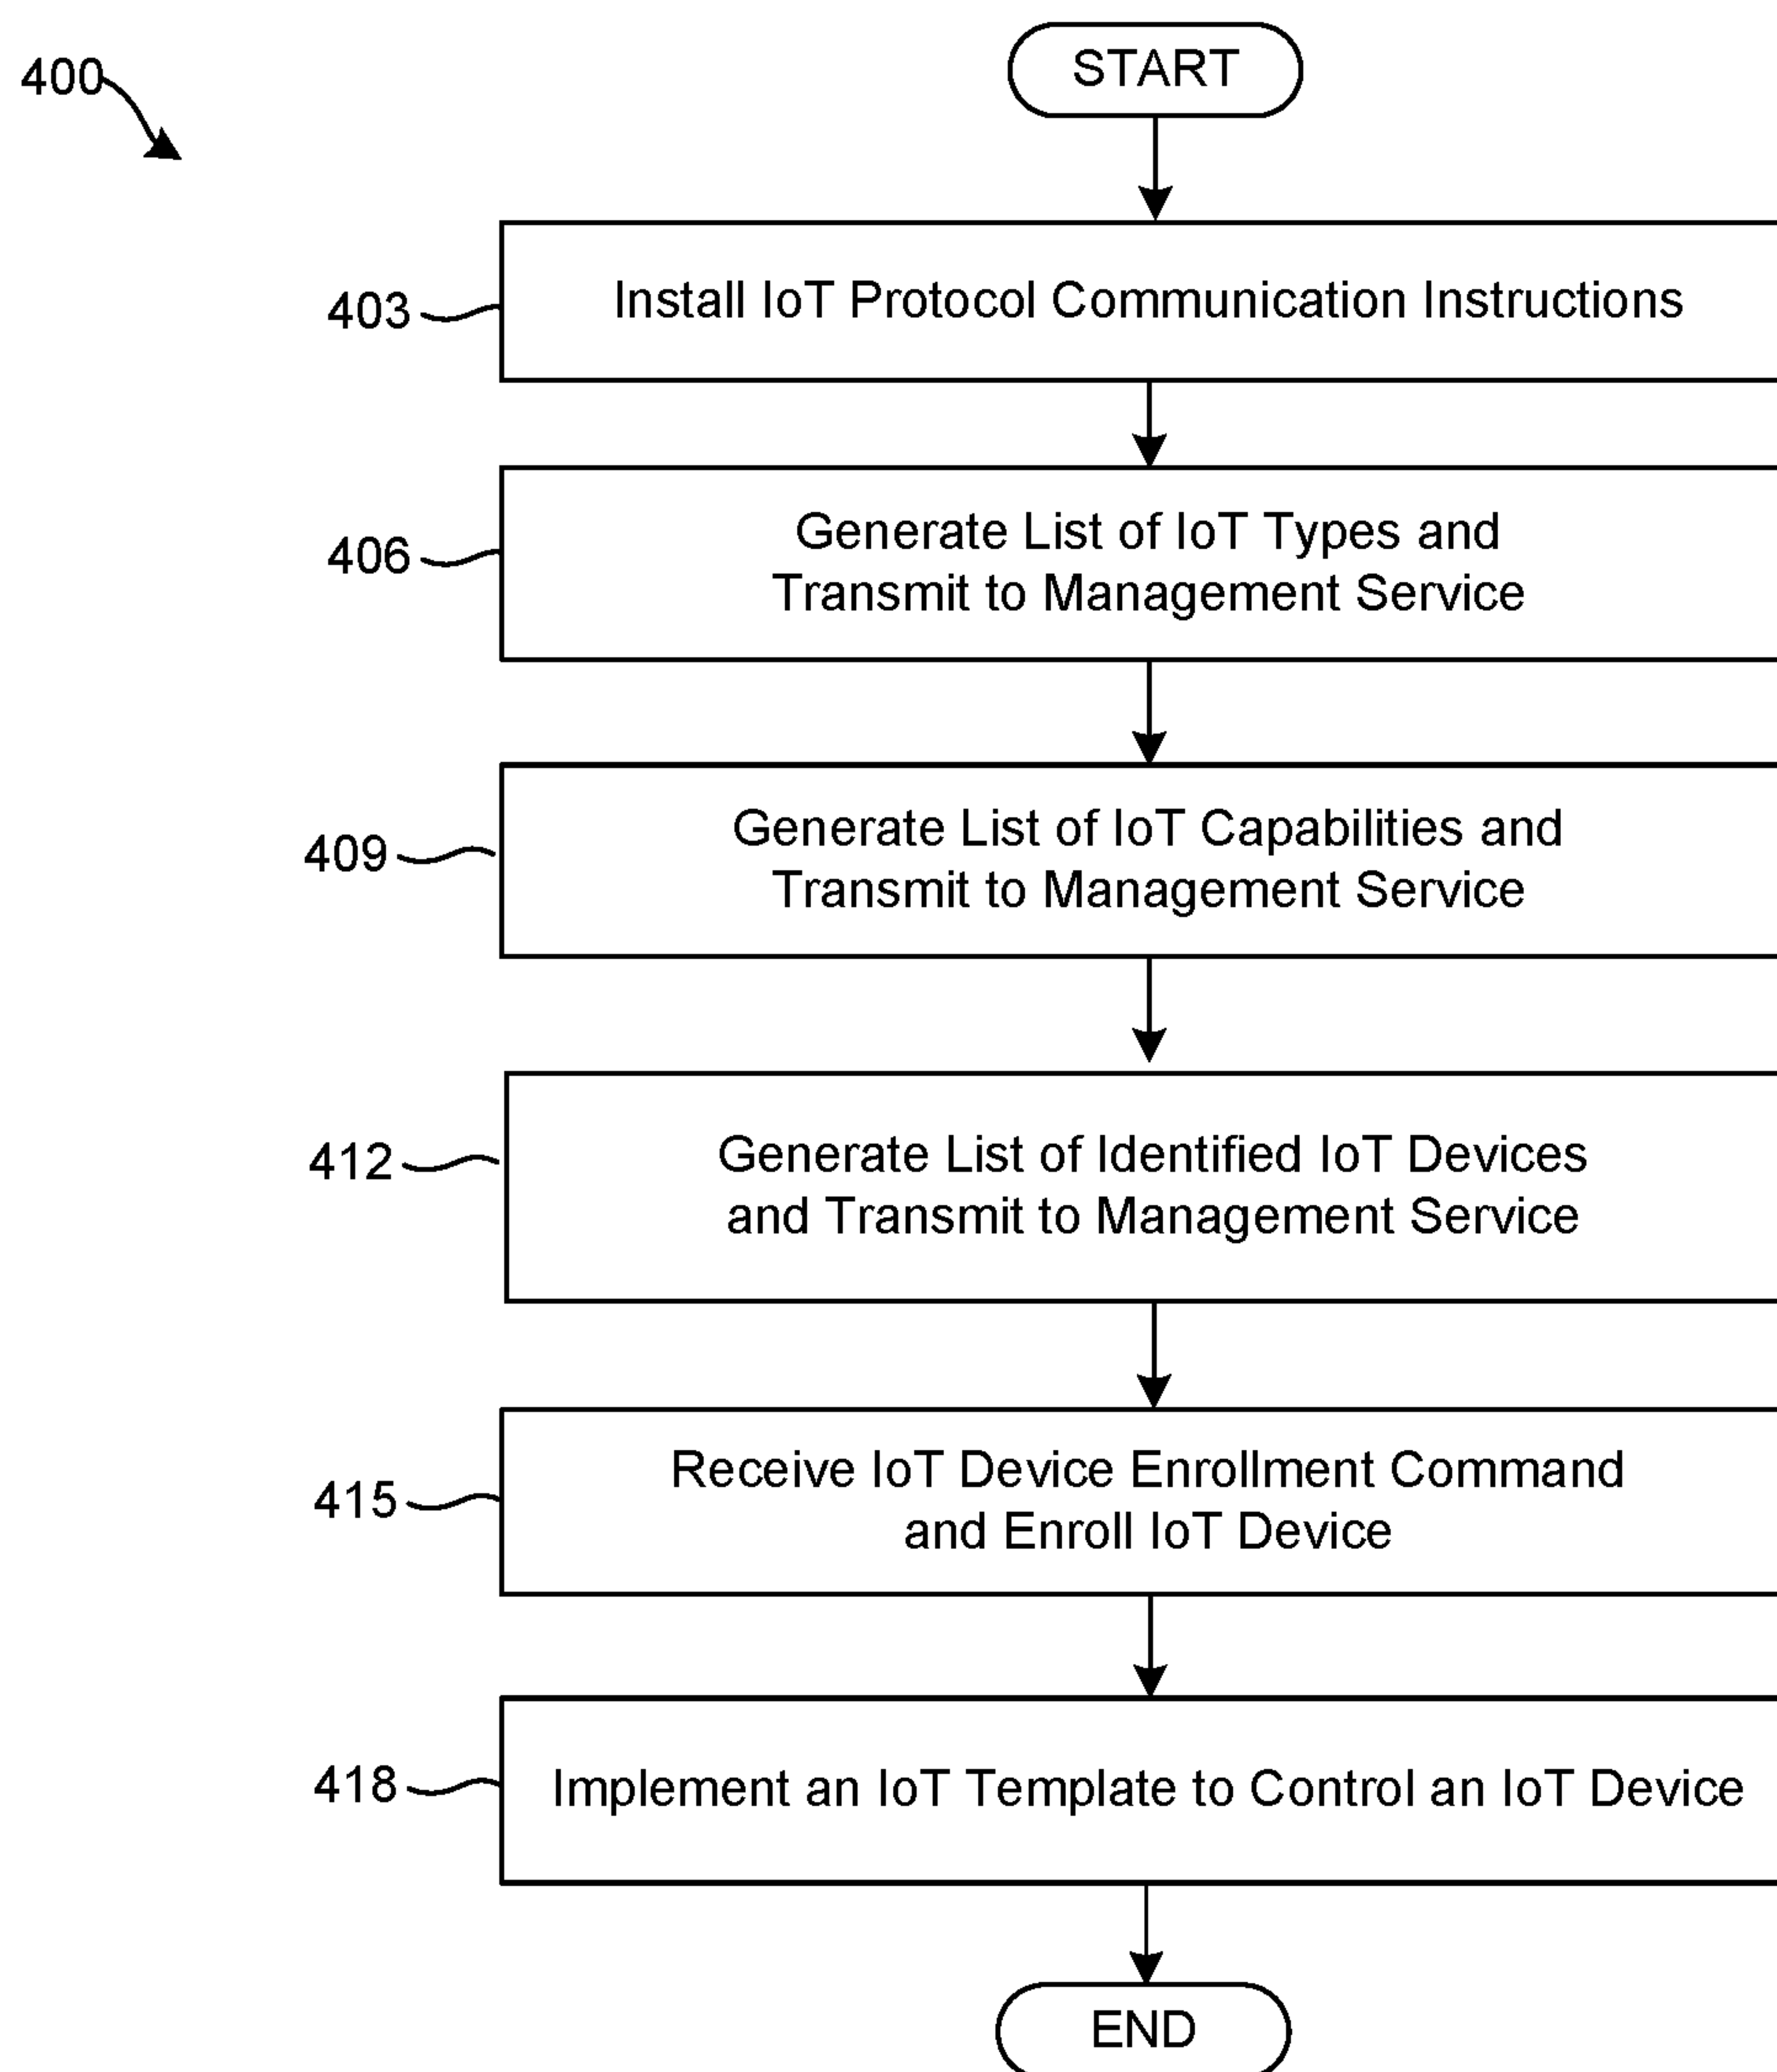 400
START
403
Install IoT Protocol Communication Instructions
406
Generate List of IoT Types and
Transmit to Management Service
409
Generate List of IoT Capabilities and
Transmit to Management Service
412
Generate List of Identified IoT Devices
and Transmit to Management Service
415
Receive IoT Device Enrollment Command
and Enroll IoT Device
418
Implement an IoT Template to Control an IoT Device
END